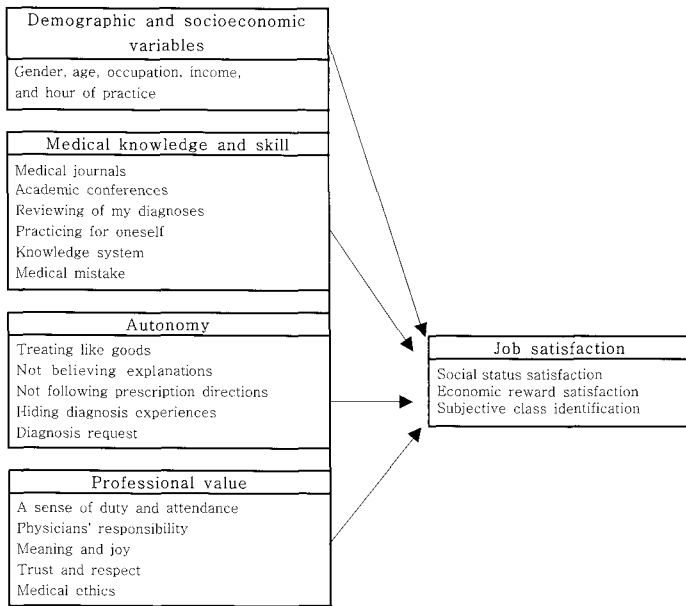 Demographic and socioeconomic
variables
Gender, age, occupation, income,
and hour of practice
Medical knowledge and skill
Medical journals
Academic conferences
Reviewing of my diagnoses
Practicing for oneself
Knowledge system
Medical mistake
Autonomy
Treating like goods
Not believing explanations
Not following prescription directions
Hiding diagnosis experiences
Diagnosis request
Professional value
A sense of duty and attendance
Physicians' responsibility
Meaning and joy
Trust and respect
Medical ethics
Job satisfaction
Social status satisfaction
Economic reward satisfaction
Subjective class identification